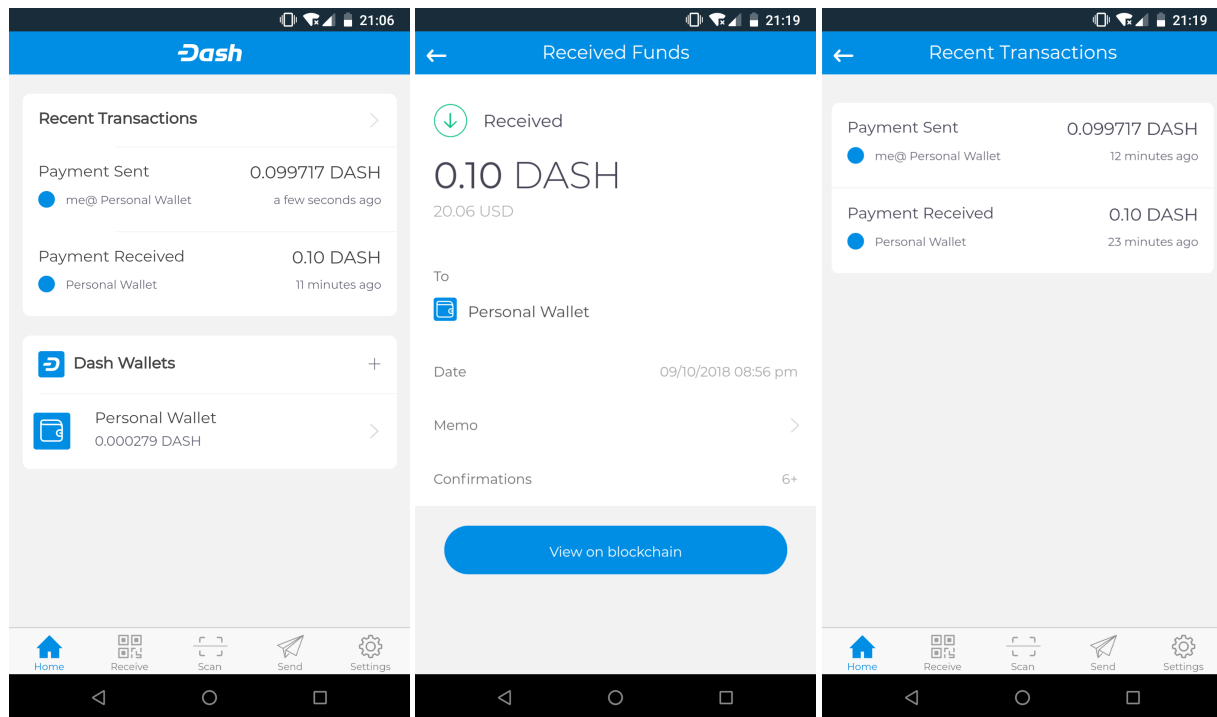 21:06
Dash
Recent Transactions
Payment Sent 0.099717 DASH
me@ Personal Wallet a few seconds ago
Payment Received 0.10 DASH
Personal Wallet 11 minutes ago
Dash Wallets +
Personal Wallet
0.000279 DASH
Home Receive Scan Send Settings
21:19
Received Funds
Received
0.10 DASH
20.06 USD
To
Personal Wallet
Date 09/10/2018 08:56 pm
Memo
Confirmations 6+
View on blockchain
21:19
Recent Transactions
Payment Sent 0.099717 DASH
me@ Personal Wallet 12 minutes ago
Payment Received 0.10 DASH
Personal Wallet 23 minutes ago
Home Receive Scan Send Settings